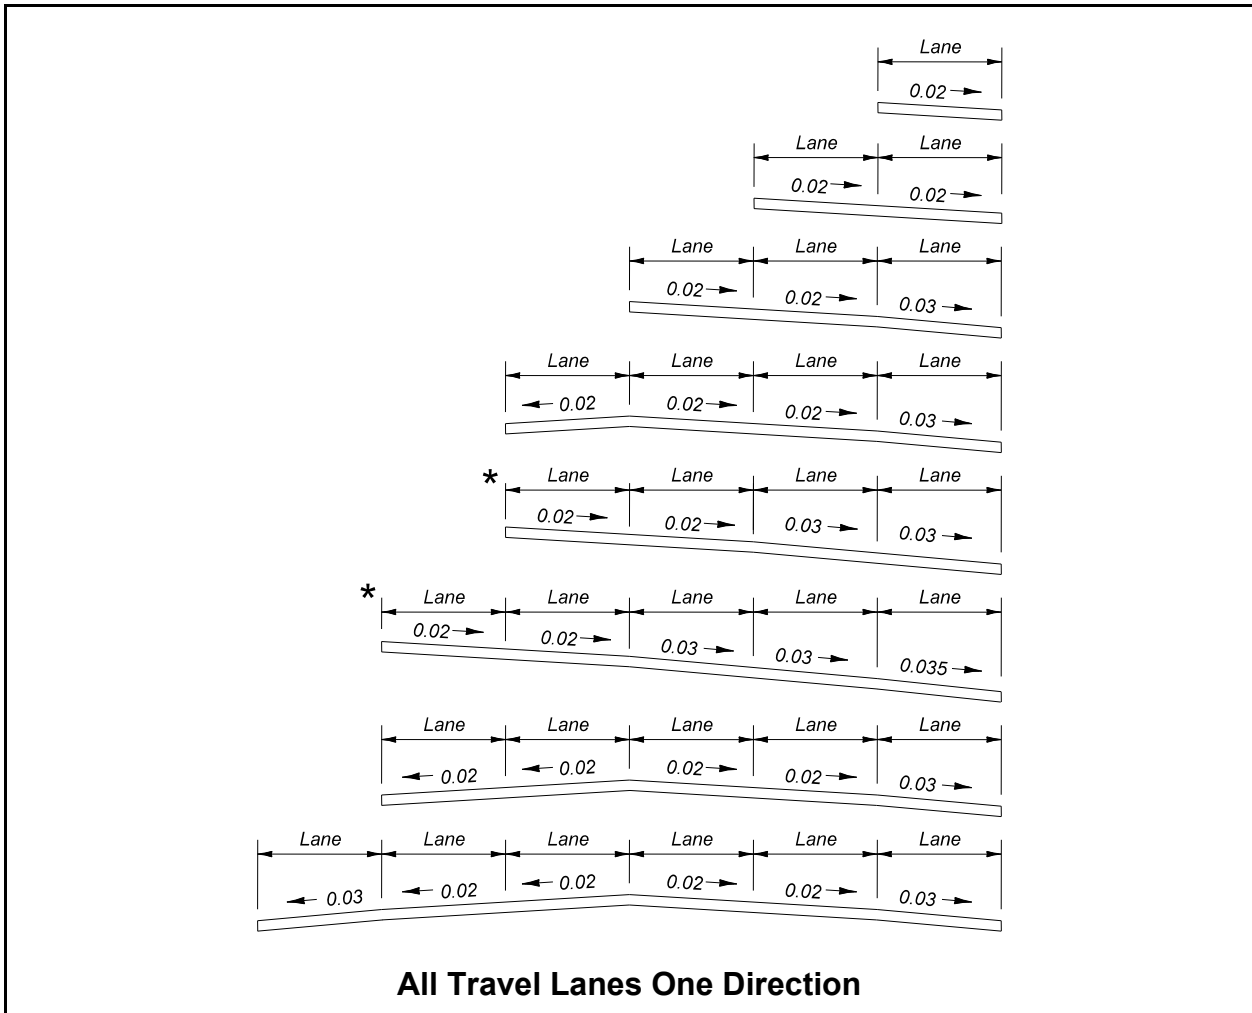 Lane
0.02
Lane Lane
0.02 0.02
Lane Lane Lane
0.02 0.02 0.03
Lane Lane Lane Lane
0.02 0.02 0.02 0.03
* Lane Lane Lane Lane
0.02 0.02 0.03 0.03
* Lane Lane Lane Lane Lane
0.02 0.02 0.03 0.03 0.035
Lane Lane Lane Lane Lane
0.02 0.02 0.02 0.02 0.03
Lane Lane Lane Lane Lane Lane
0.03 0.02 0.02 0.02 0.02 0.03
All Travel Lanes One Direction